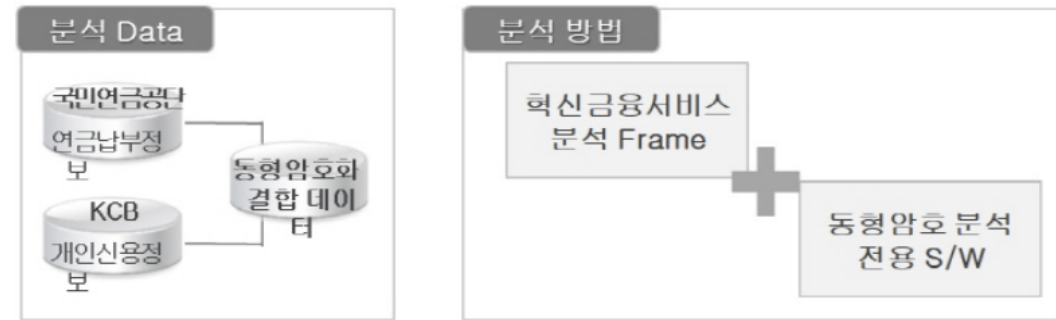 분석 Data
국민연금공단
연금납부정
보
KCB
개인신용정
보
동형암호화
결합 데이
터
분석 방법
혁신금융서비스
분석 Frame
동형암호 분석
전용 S/W